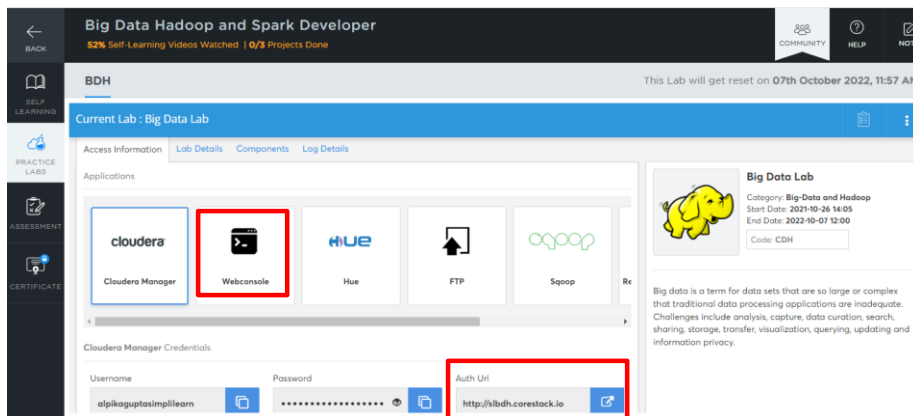 Big Data Hadoop and Spark Developer
52% Self-Learning Videos Watched | 0/3 Projects Done
BACK
COMMUNITY
HELP
SELF
LEARNING
PRACTICE
LABS
ASSESSMENT
CERTIFICATE
BDH
This Lab will get reset on 07th October 2022, 11:57 AM
Current Lab : Big Data Lab
Access Information
Lab Details
Components
Log Details
Applications
cloudera
Cloudera Manager
Webconsole
HUE
Hue
FTP
sqoop
Sqoop
Re
Cloudera Manager Credentials
Username
alpikaguptasimplilearn
Password
••••••••••••••••••
Auth Url
http://slbdh.corestack.io
Big Data Lab
Category: Big-Data and Hadoop
Start Date: 2021-10-26 14:05
End Date: 2022-10-07 12:00
Code: CDH
Big data is a term for data sets that are so large or complex
that traditional data processing applications are inadequate.
Challenges include analysis, capture, data curation, search,
sharing, storage, transfer, visualization, querying, updating and
information privacy.